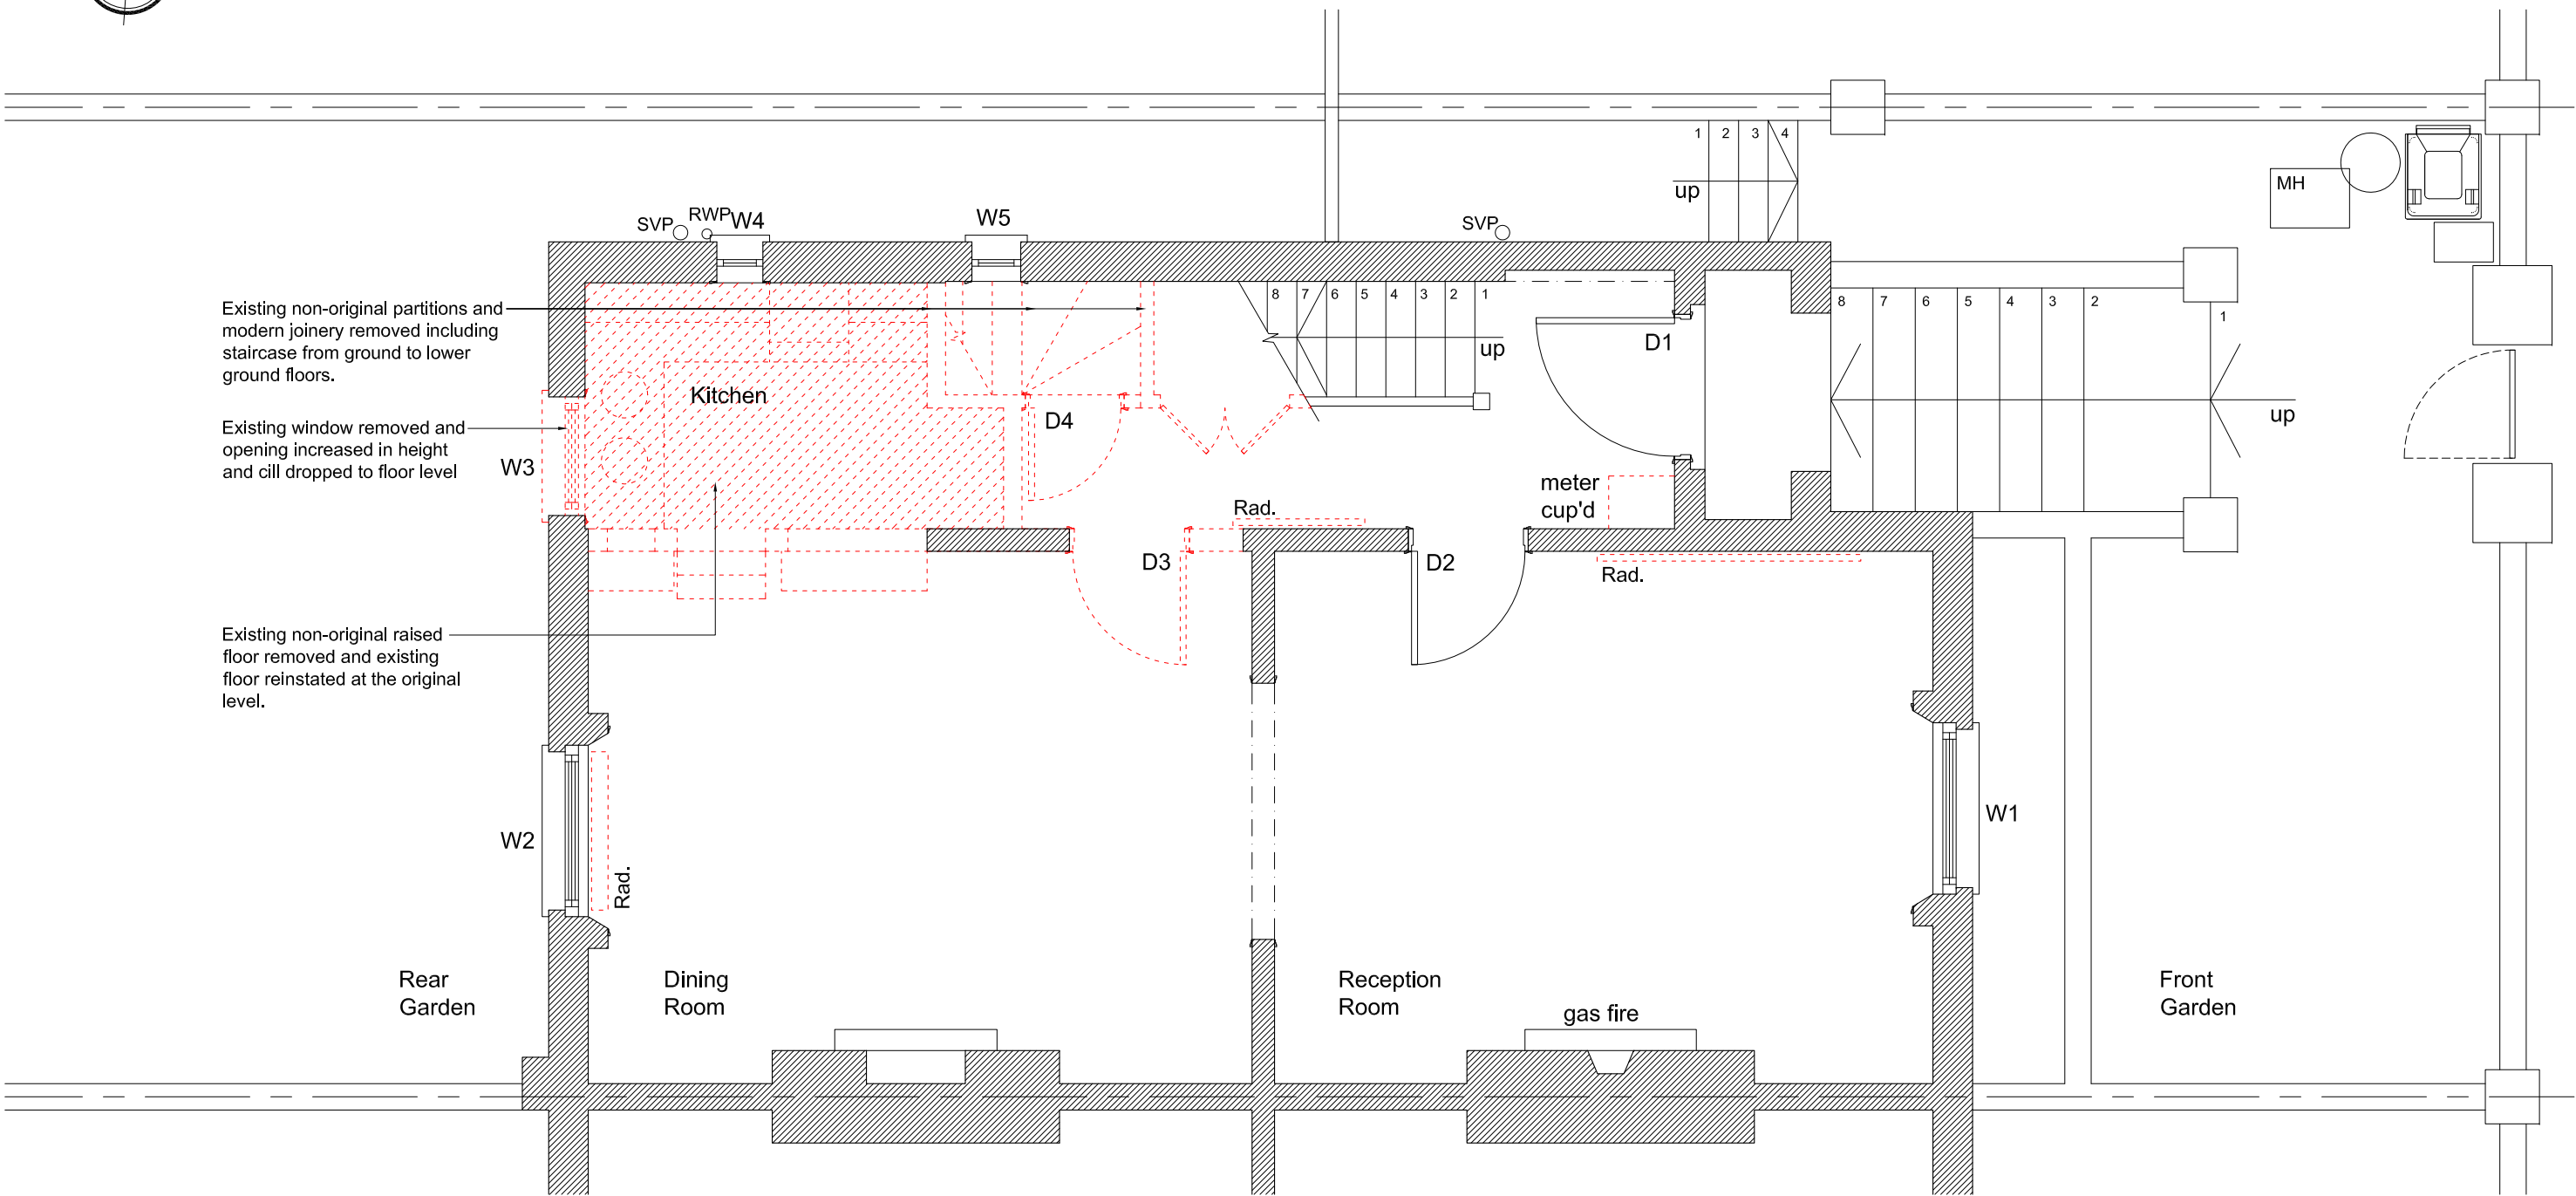 1 2 3 4
up
MH
SVP
RWP
W4
W5
SVP
Existing non-original partitions and
modern joinery removed including
staircase from ground to lower
ground floors.
8 7 6 5 4 3 2 1
up
D1
8 7 6 5 4 3 2 1
up
Kitchen
D4
Existing window removed and
opening increased in height
and cill dropped to floor level
W3
meter
cup'd
Rad.
D3
D2
Rad.
Existing non-original raised
floor removed and existing
floor reinstated at the original
level.
W2
Rad.
W1
Rear
Garden
Dining
Room
Reception
Room
gas fire
Front
Garden